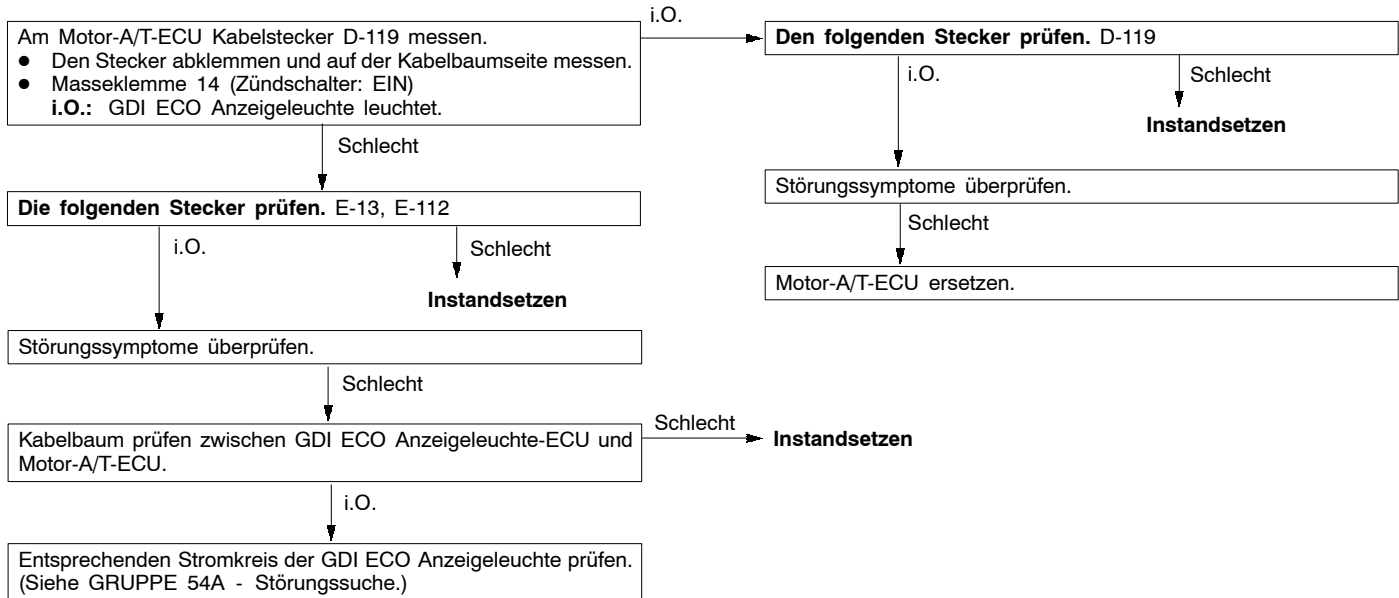 Am Motor-A/T-ECU Kabelstecker D-119 messen.
● Den Stecker abklemmen und auf der Kabelbaumseite messen.
● Masseklemme 14 (Zündschalter: EIN)
i.O.: GDI ECO Anzeigeleuchte leuchtet.
i.O.
Den folgenden Stecker prüfen. D-119
i.O.
Schlecht
Instandsetzen
Störungssymptome überprüfen.
Schlecht
Motor-A/T-ECU ersetzen.
Schlecht
Die folgenden Stecker prüfen. E-13, E-112
i.O.
Schlecht
Instandsetzen
Störungssymptome überprüfen.
Schlecht
Kabelbaum prüfen zwischen GDI ECO Anzeigeleuchte-ECU und
Motor-A/T-ECU.
Schlecht
Instandsetzen
i.O.
Entsprechenden Stromkreis der GDI ECO Anzeigeleuchte prüfen.
(Siehe GRUPPE 54A - Störungssuche.)